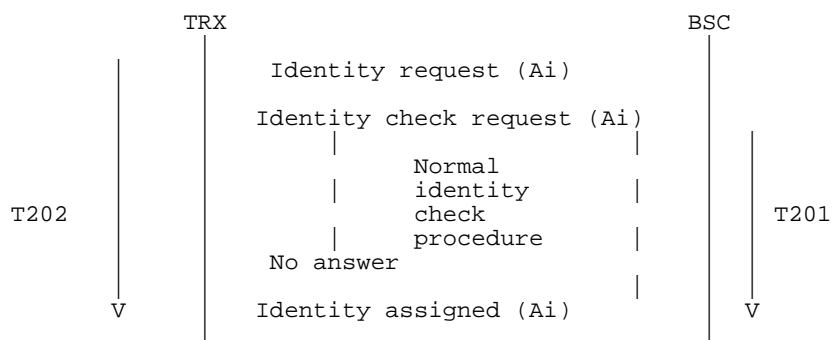 TRX BSC
Identity request (Ai)
Identity check request (Ai)
Normal
identity
T202 check T201
procedure
No answer
V Identity assigned (Ai) V